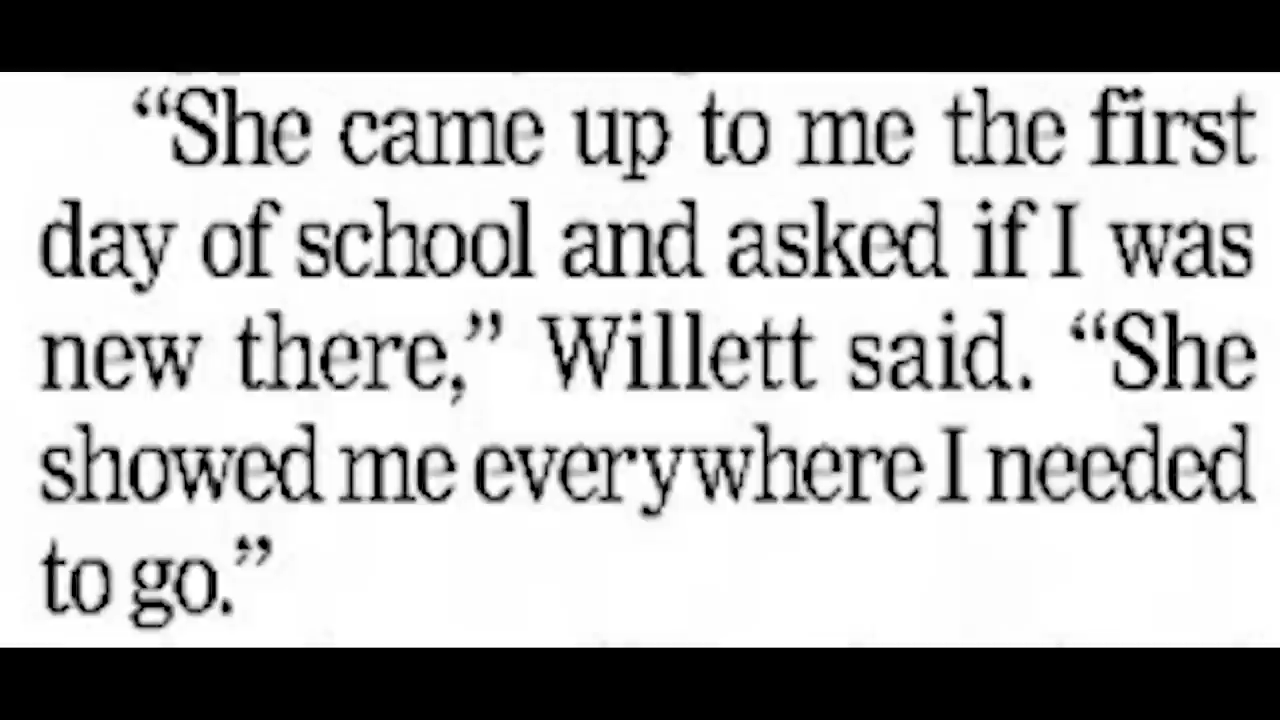 “She came up to me the first
day of school and asked if I was
new there,” Willett said. “She
showed me everywhere I needed
to go.”